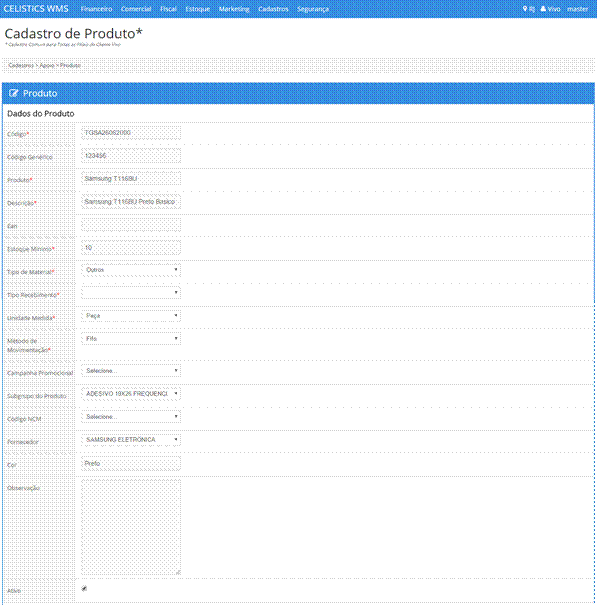 CELISTICS WMS Financeiro Comercial Fiscal Estoque Marketing Cadastros Segurança RJ Vivo master
Cadastro de Produto*
* Cadastro Comum para Todas as Filiais do Cliente Vivo
Cadastros > Apoio > Produto
Produto
Dados do Produto
Código* TGSA26062000
Código Genérico 123456
Produto* Samsung T116BU
Descrição* Samsung T116BU Preto Basico
Ean
Estoque Mínimo* 10
Tipo de Material* Outros
Tipo Recebimento*
Unidade Medida* Peça
Método de
Movimentação* Fifo
Campanha Promocional Selecione...
Subgrupo do Produto ADESIVO 19X26 FREQUENCI
Código NCM Selecione...
Fornecedor SAMSUNG ELETRONICA
Cor Preto
Observação
Ativo